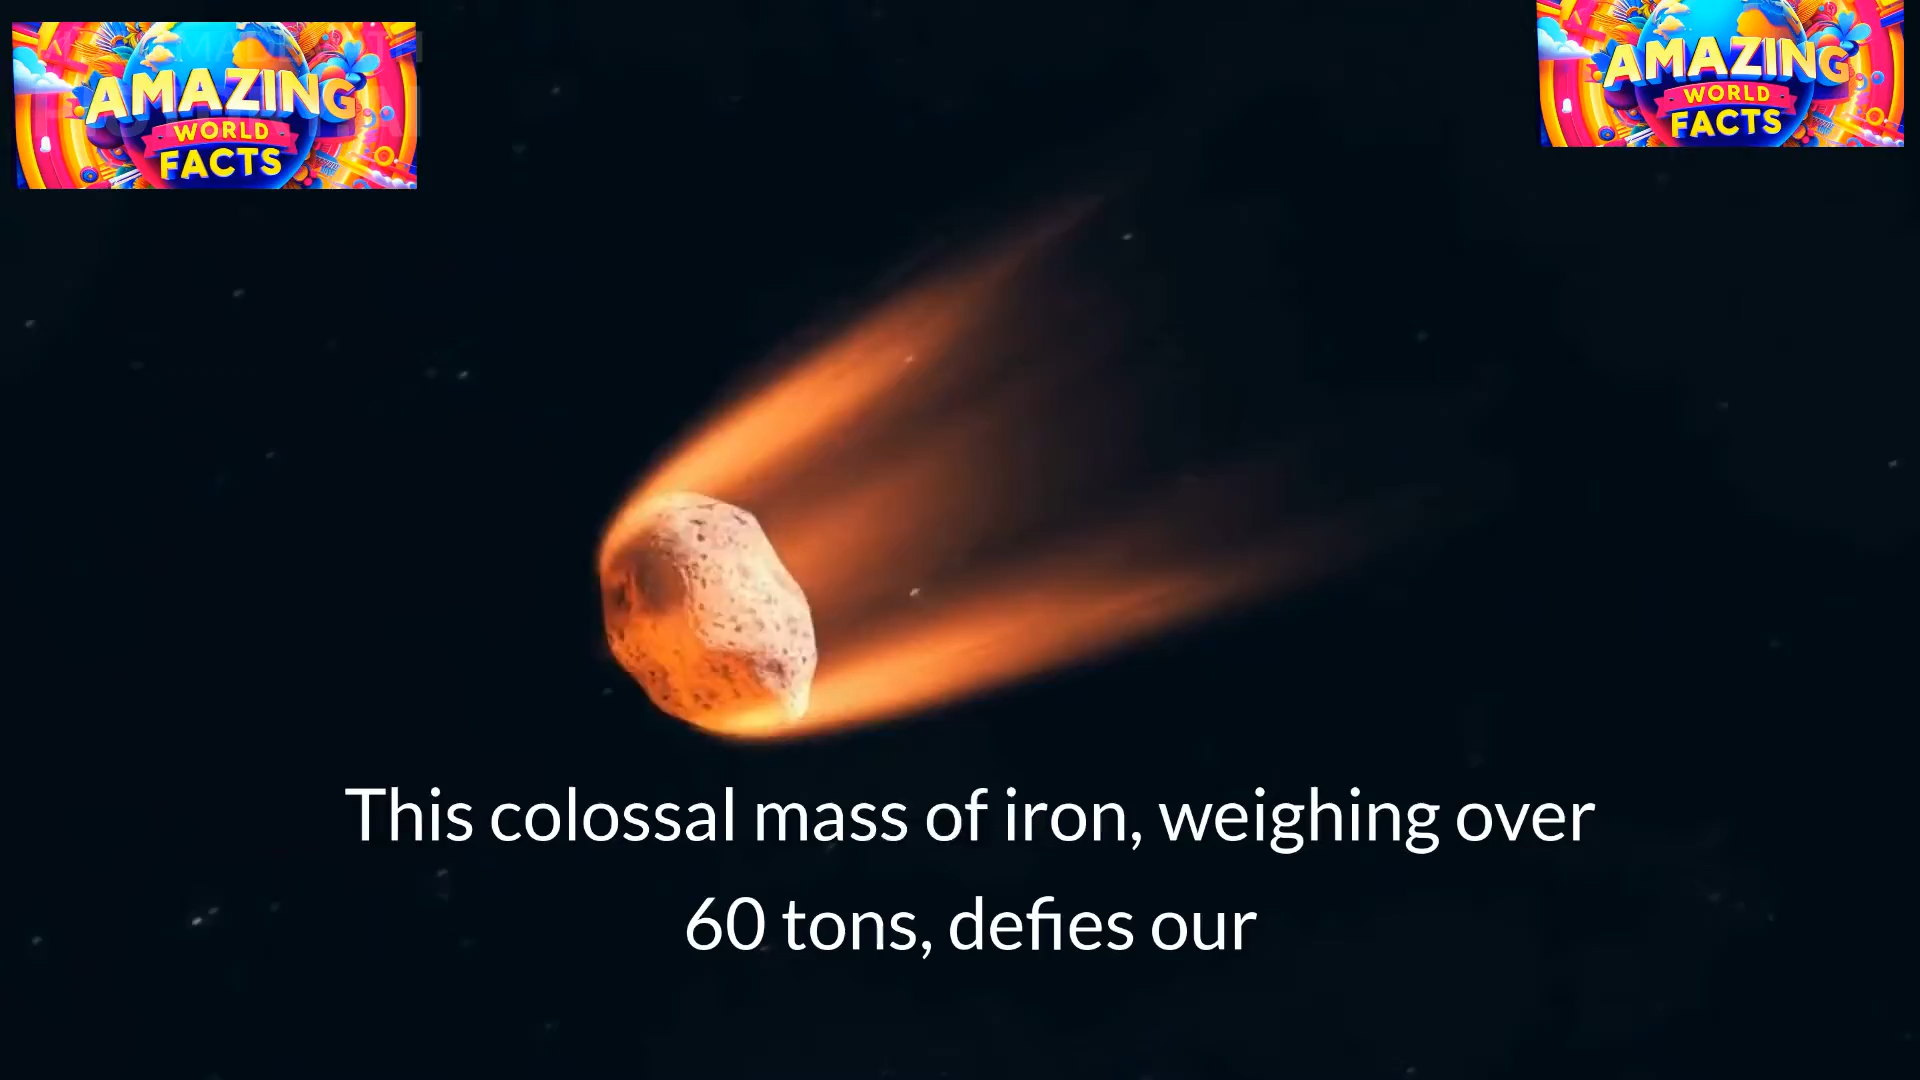 AMAZING
WORLD
FACTS
AMAZING
WORLD
FACTS
This colossal mass of iron, weighing over
60 tons, defies our